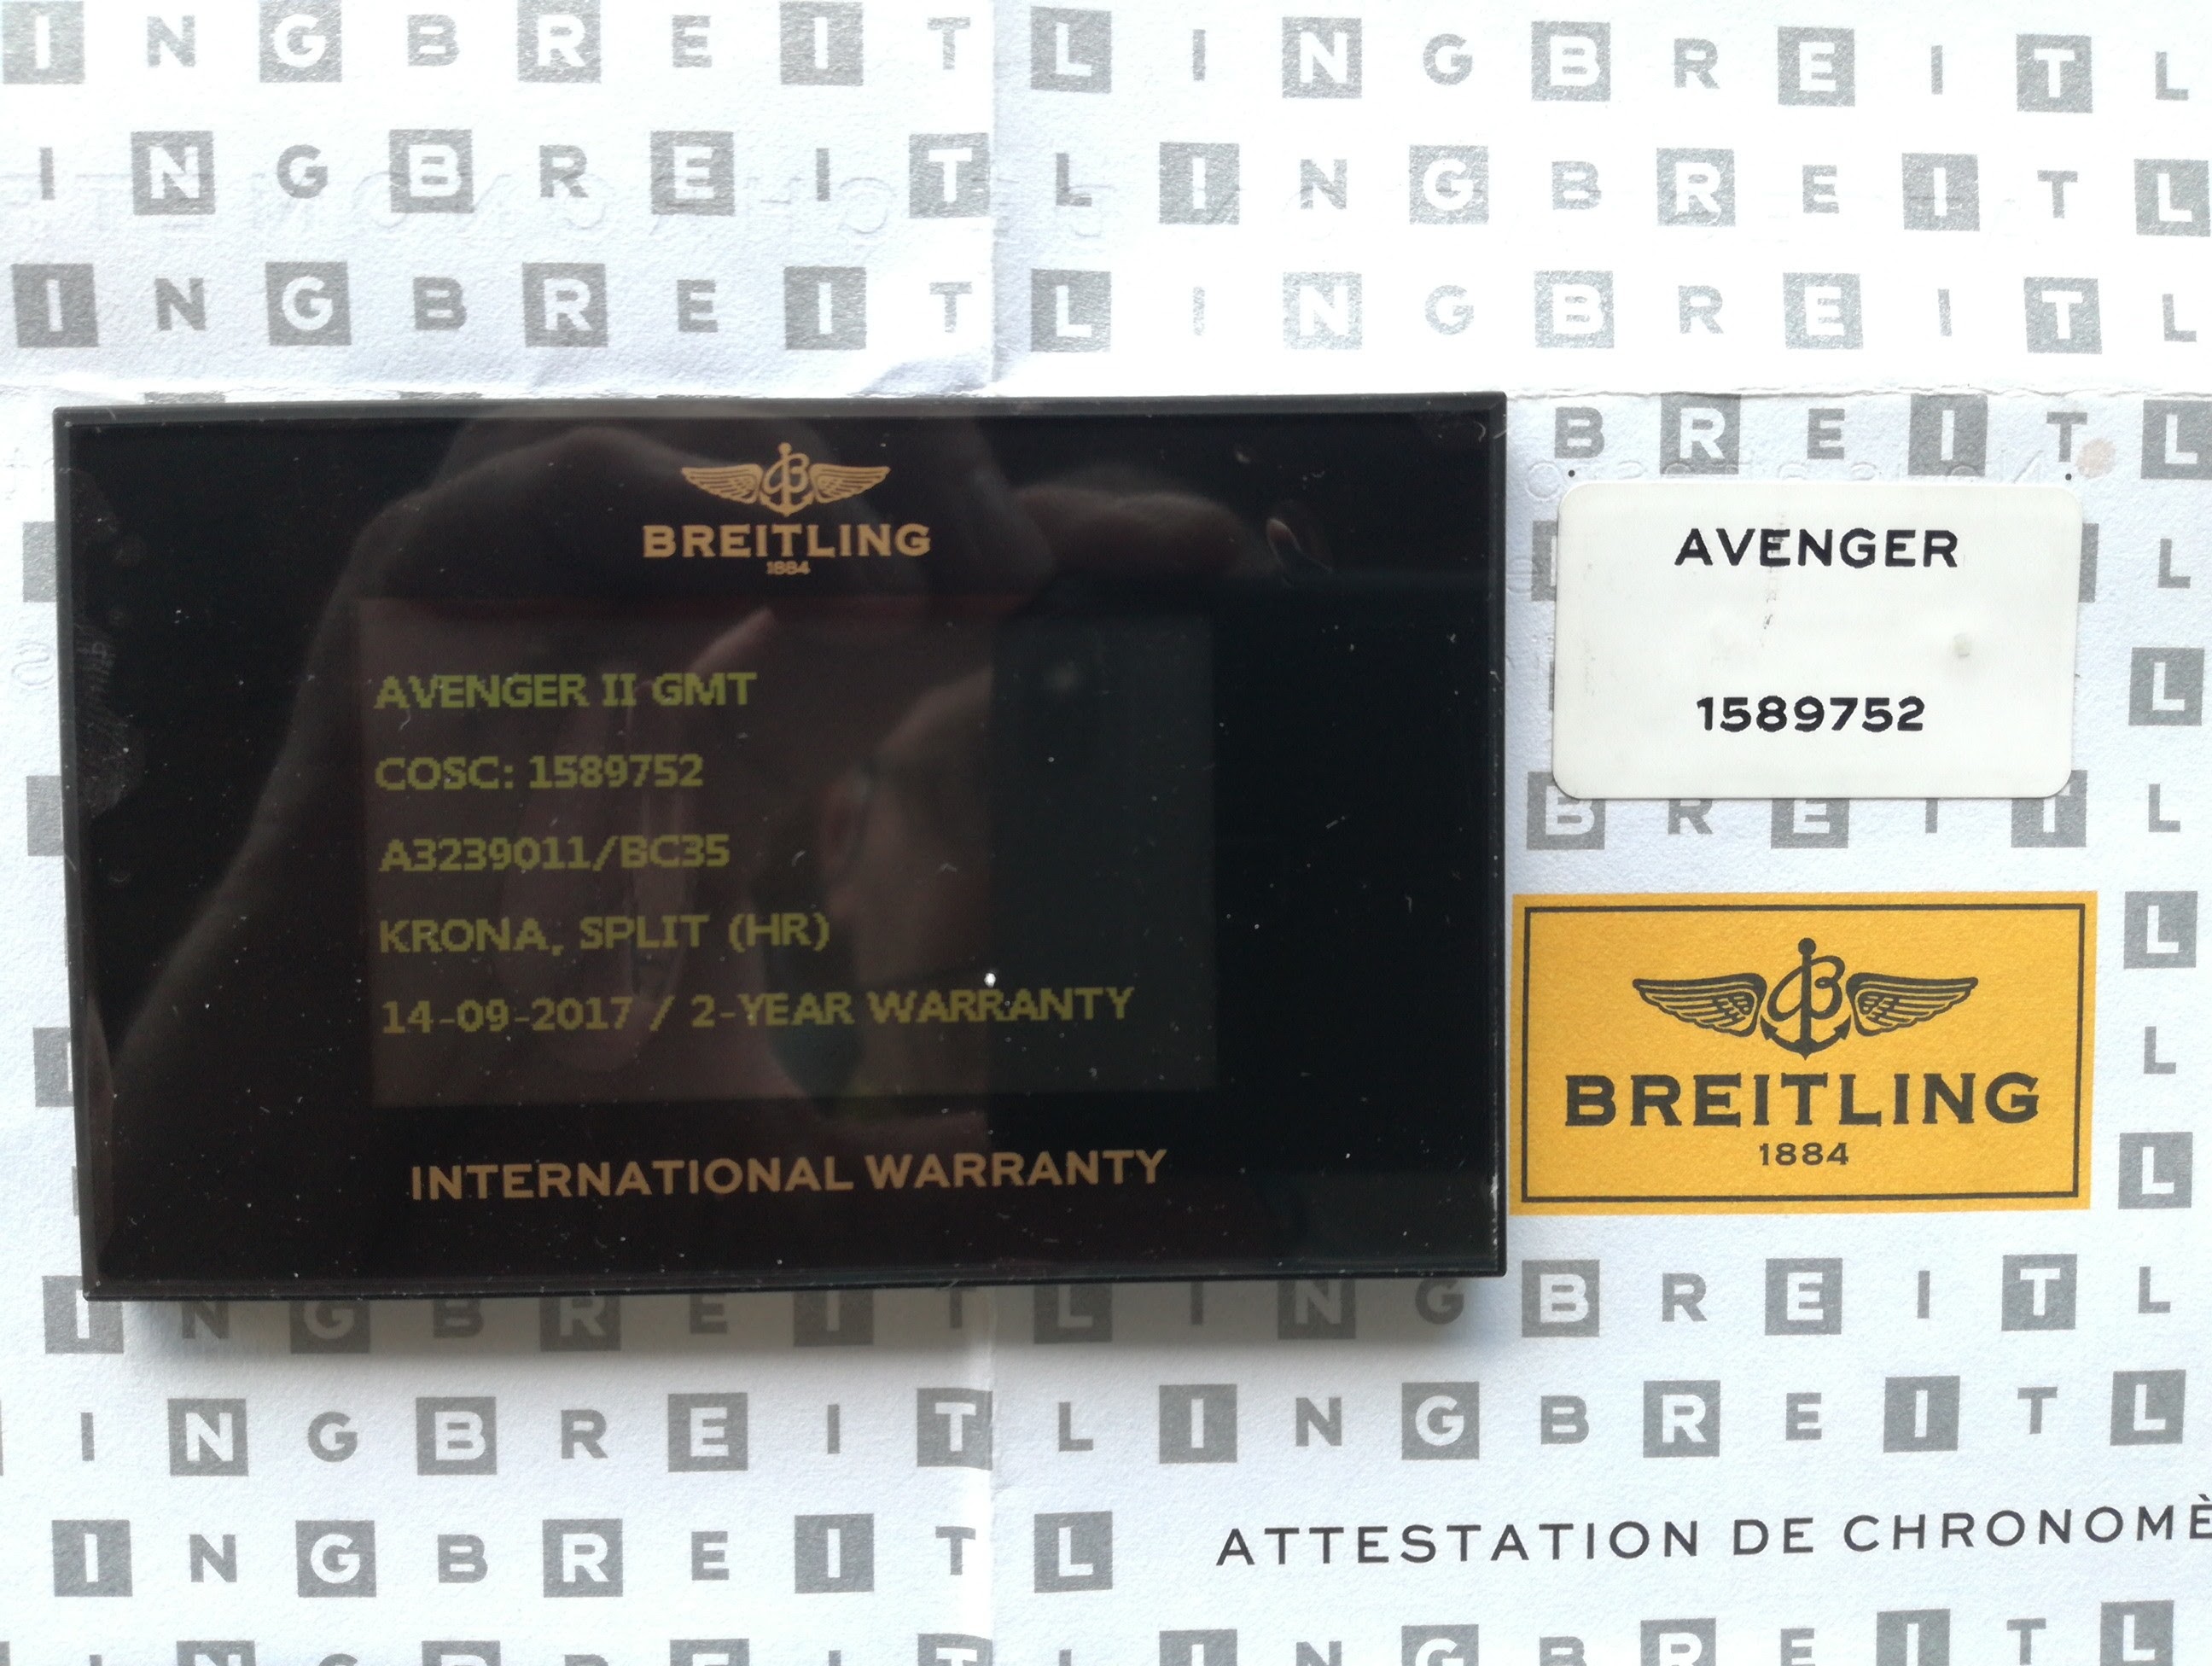 I N G B R E I T L I N G B R E I T L
I N G B R E I T L I N G B R E I T L
I N G B R E I T L I N G B R E I T L
B R E I T L
BREITLING
1884
AVENGER II GMT
COSC: 1589752
A3239011/BC35
KRONA, SPLIT (HR)
14-09-2017 / 2-YEAR WARRANTY
INTERNATIONAL WARRANTY
AVENGER
1589752
L
L
B R E I T L
L
L
L
BREITLING
1884
I N G B R E I T L I N G B R E I T L
I N G B R E I T L I N G B R E I T L
I N G B R E I T L
ATTESTATION DE CHRONOMÈ
I N G B R E I T L I N G B R E I T L